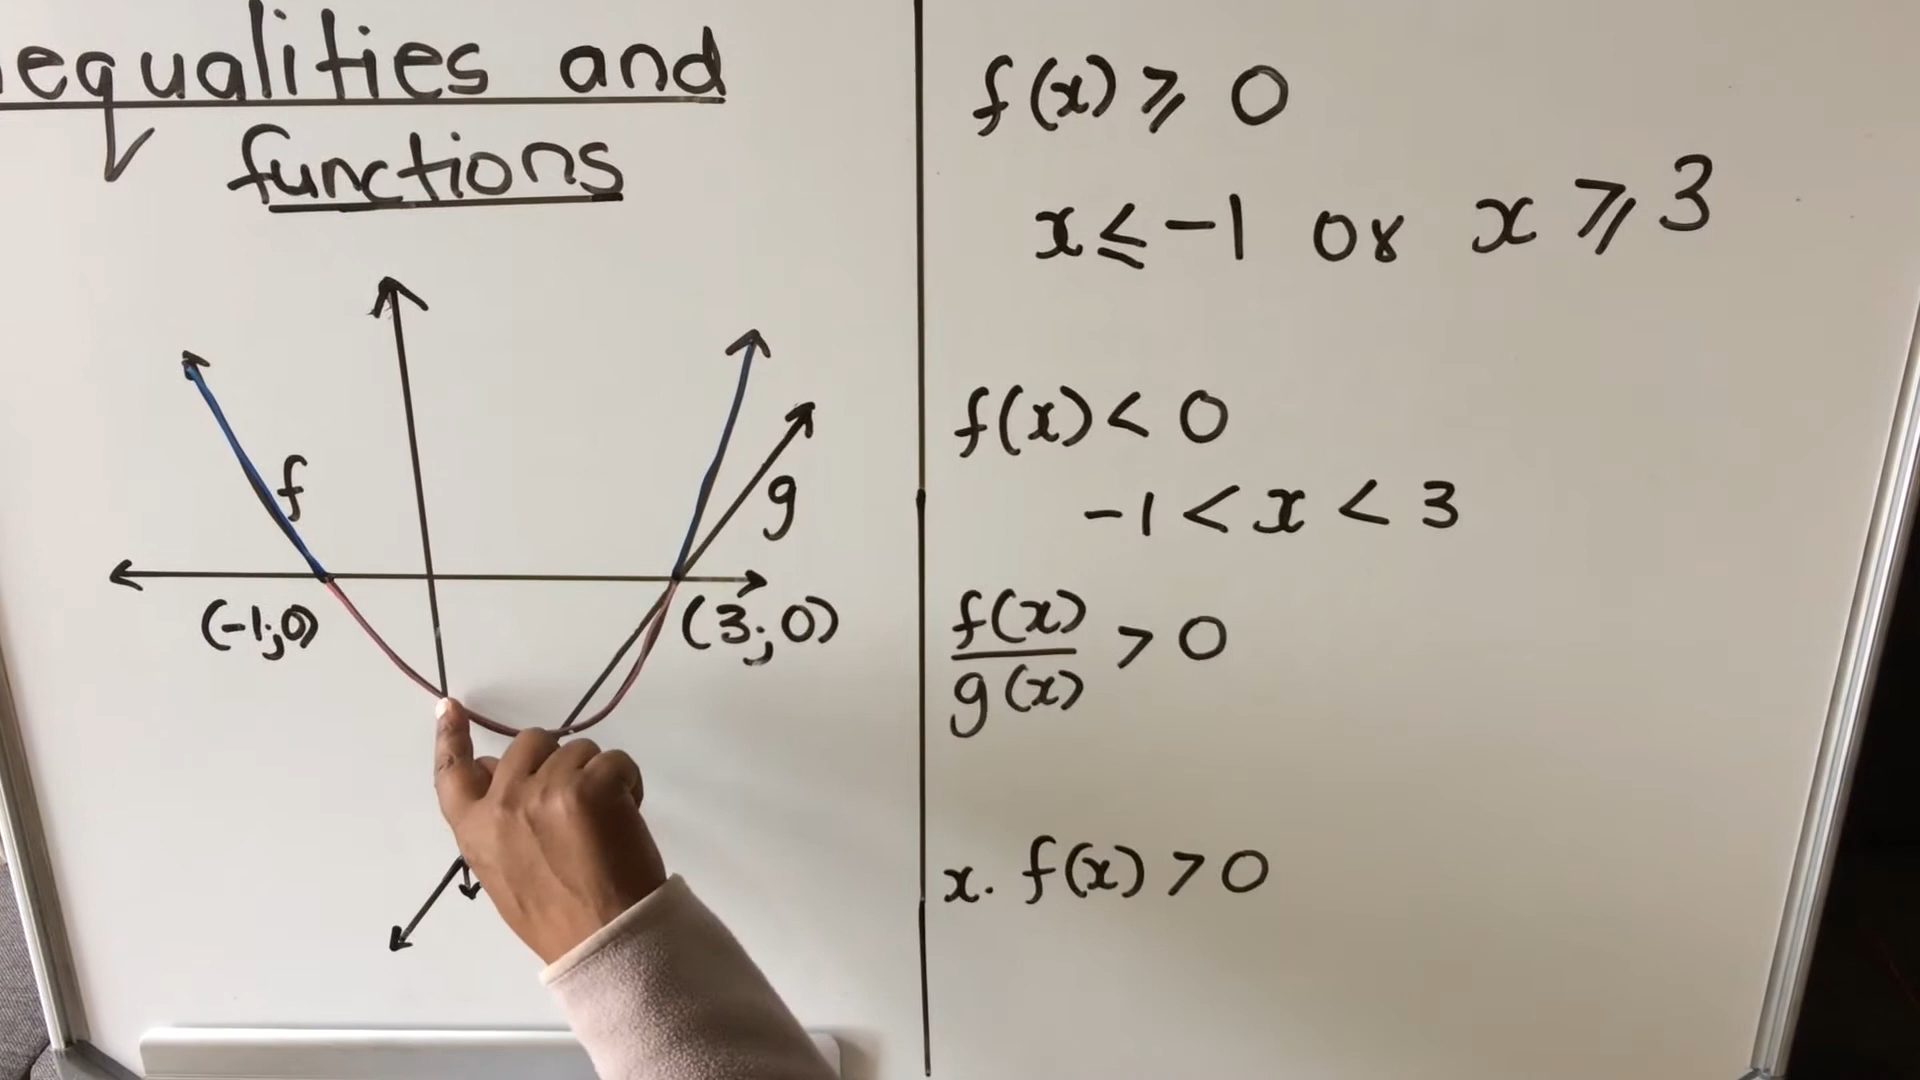 equalities and
functions
f
g
(-1;0)
(3;0)
f(x) ⩾ 0
x ≤ -1 or x ⩾ 3
f(x) < 0
-1 < x < 3
f(x)/g(x) > 0
x. f(x) > 0